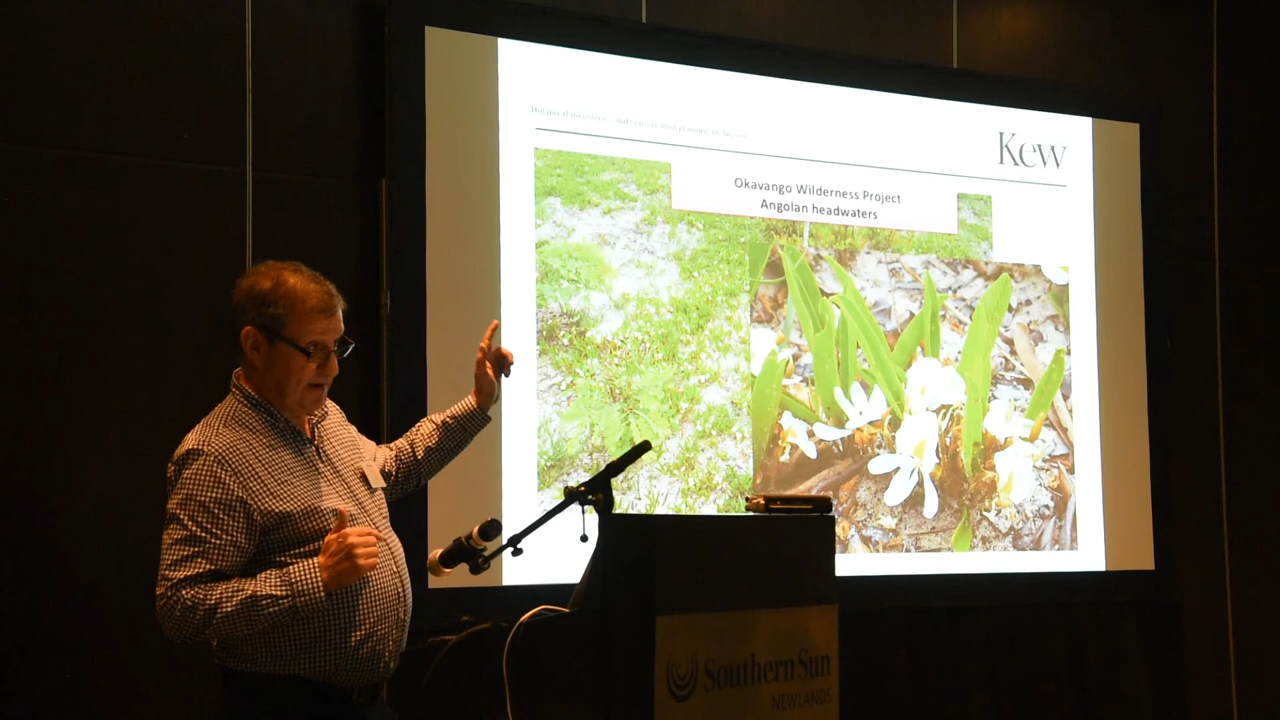 Kew
Okavango Wilderness Project
Angolan headwaters
Southern Sun
NEWLANDS